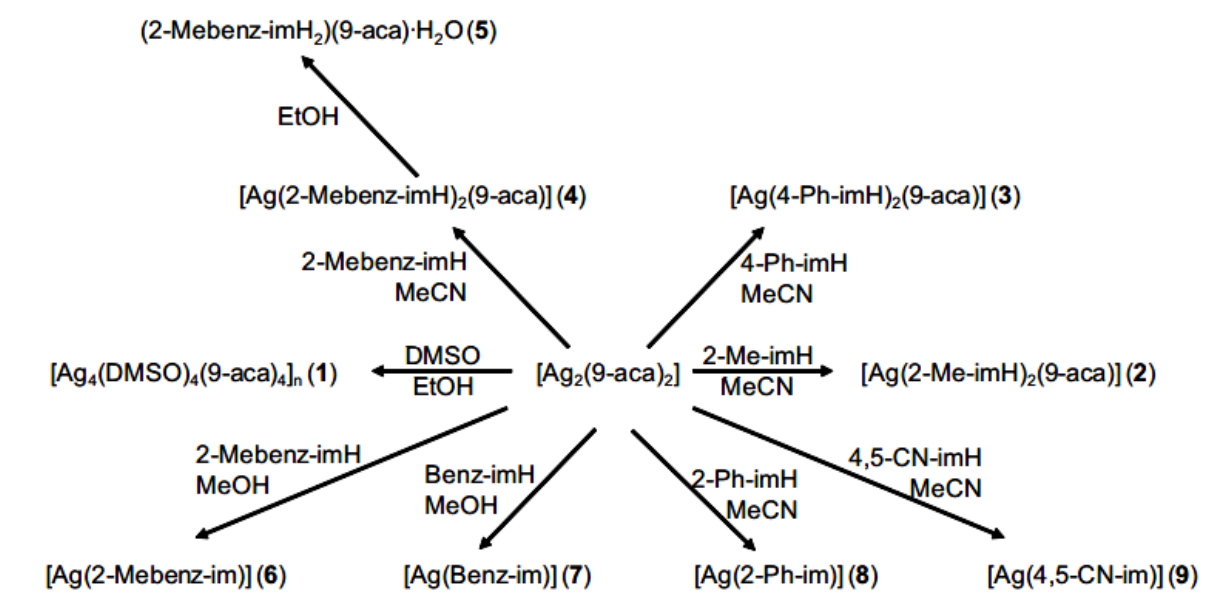 (2-Mebenz-imH₂)(9-aca)·H₂O(5)
EtOH
[Ag(2-Mebenz-imH)₂(9-aca)](4)
[Ag(4-Ph-imH)₂(9-aca)](3)
2-Mebenz-imH
MeCN
4-Ph-imH
MeCN
[Ag₄(DMSO)₄(9-aca)₄]ₙ(1)
DMSO
EtOH
[Ag₂(9-aca)₂]
2-Me-imH
MeCN
[Ag(2-Me-imH)₂(9-aca)](2)
2-Mebenz-imH
MeOH
Benz-imH
MeOH
2-Ph-imH
MeCN
4,5-CN-imH
MeCN
[Ag(2-Mebenz-im)](6)
[Ag(Benz-im)](7)
[Ag(2-Ph-im)](8)
[Ag(4,5-CN-im)](9)